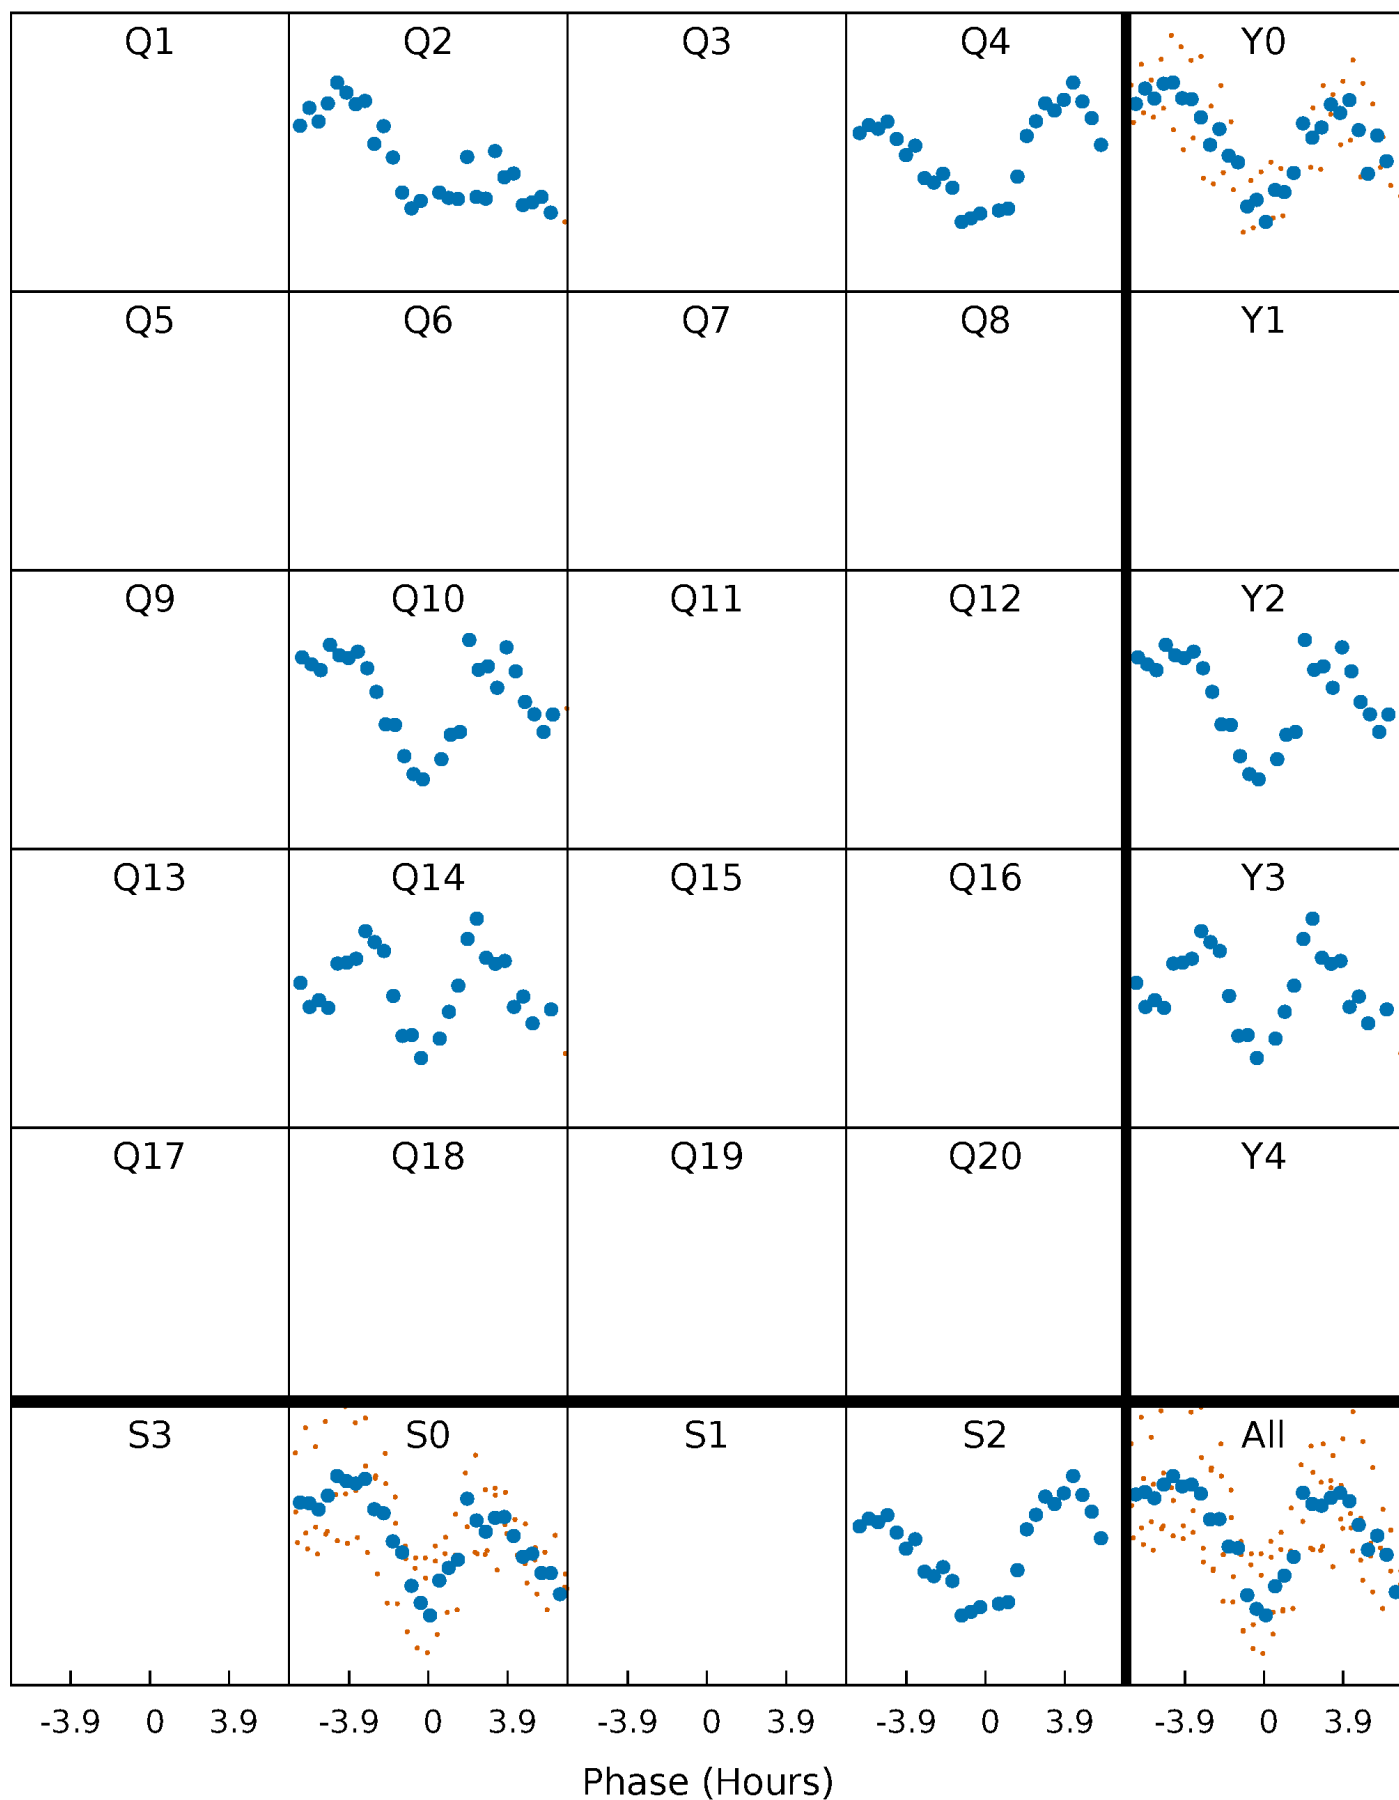 Q1 Q2 Q3 Q4 Y0
Q5 Q6 Q7 Q8 Y1
Q9 Q10 Q11 Q12 Y2
Q13 Q14 Q15 Q16 Y3
Q17 Q18 Q19 Q20 Y4
S3 S0 S1 S2 All
-3.9 0 3.9 -3.9 0 3.9 -3.9 0 3.9 -3.9 0 3.9 -3.9 0 3.9
Phase (Hours)